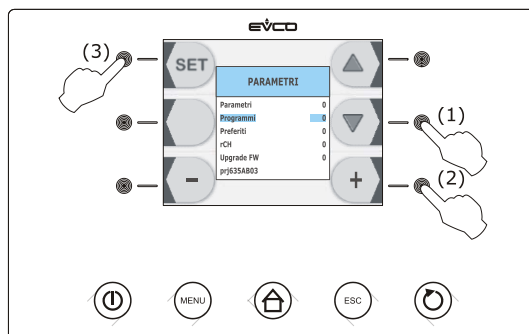 EVCO
(3)
SET
PARAMETRI
Parametri 0
Programmi 0
Preferiti 0
rCH 0
Upgrade FW 0
prj635AB03
(1)
(2)
- +
MENU
ESC